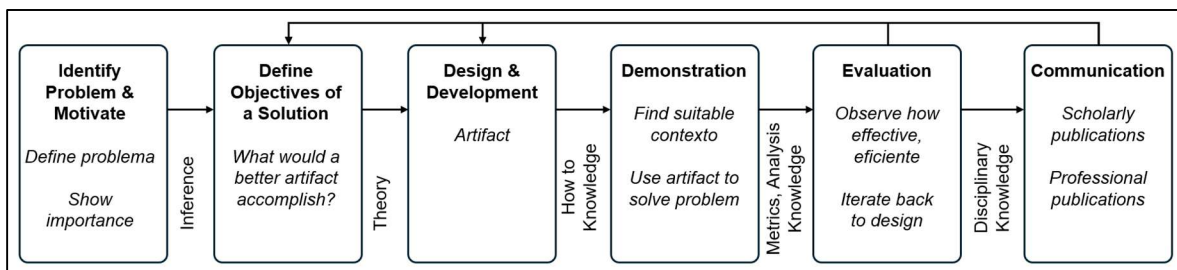 Identify
Problem &
Motivate
Define problema
Show
importance
Inference
Define
Objectives of
a Solution
What would a
better artifact
accomplish?
Theory
Design &
Development
Artifact
How to
Knowledge
Demonstration
Find suitable
contexto
Use artifact to
solve problem
Metrics, Analysis
Knowledge
Evaluation
Observe how
effective,
eficiente
Iterate back
to design
Disciplinary
Knowledge
Communication
Scholarly
publications
Professional
publications